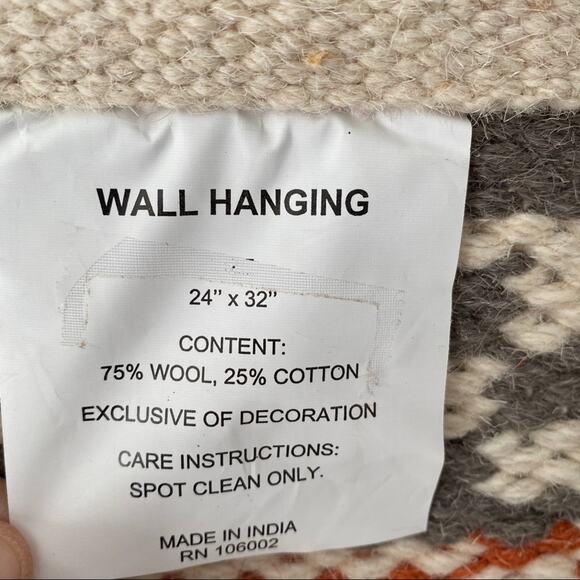 WALL HANGING
24” x 32”
CONTENT:
75% WOOL, 25% COTTON
EXCLUSIVE OF DECORATION
CARE INSTRUCTIONS:
SPOT CLEAN ONLY.
MADE IN INDIA
RN 106002